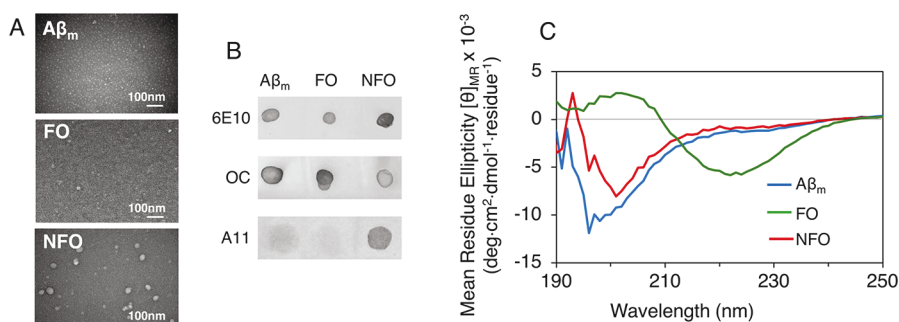 A
Aβm
100nm
FO
100nm
NFO
100nm
B
Aβm FO NFO
6E10
OC
A11
C
Mean Residue Ellipticity [θ]MR x 10-3
(deg·cm2·dmol-1·residue-1)
5
0
-5
-10
-15
190 210 230 250
Wavelength (nm)
Aβm
FO
NFO